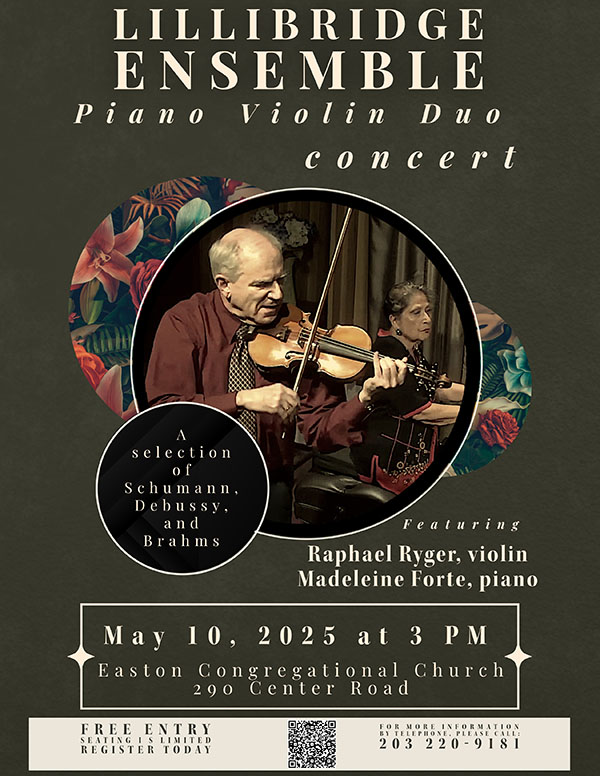 LILLIBRIDGE
ENSEMBLE
Piano Violin Duo
concert
A
selection
of
Schumann,
Debussy,
and
Brahms
Featuring
Raphael Ryger, violin
Madeleine Forte, piano
May 10, 2025 at 3 PM
Easton Congregational Church
290 Center Road
FREE ENTRY
SEATING IS LIMITED
REGISTER TODAY
FOR MORE INFORMATION
BY TELEPHONE, PLEASE CALL:
203 220-9181